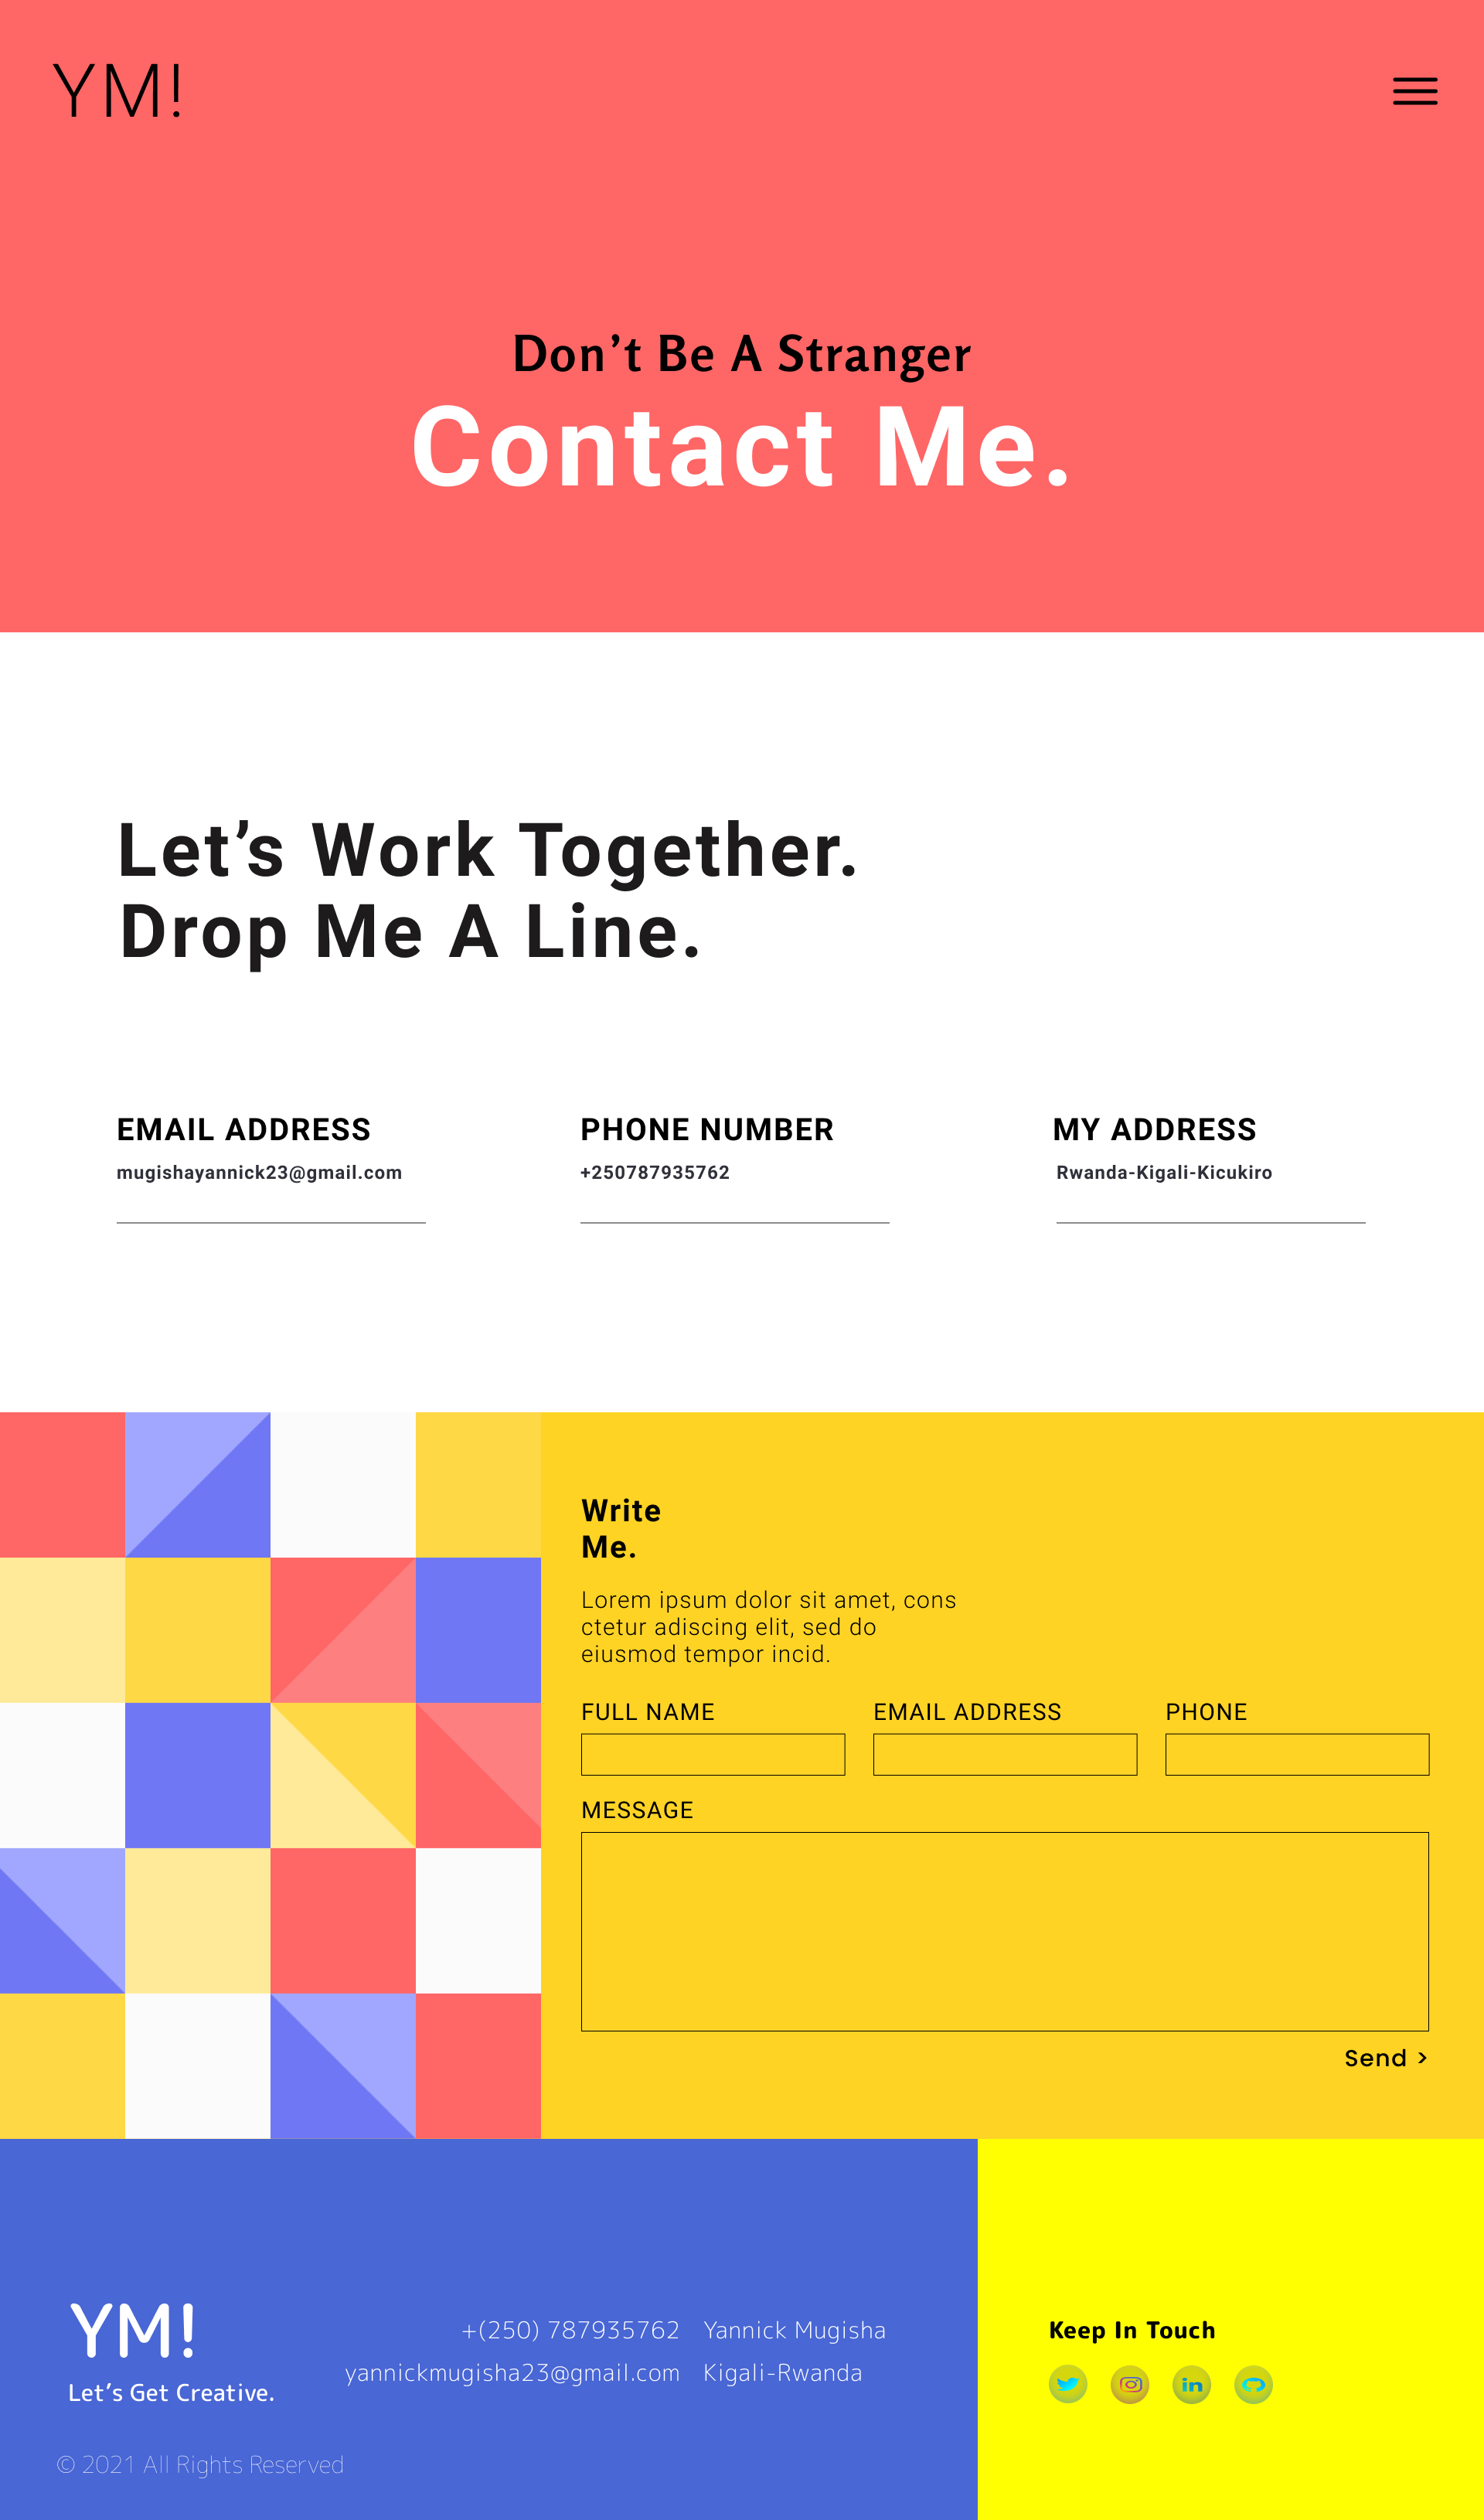 YM!
Don’t Be A Stranger
Contact Me.
Let’s Work Together.
Drop Me A Line.
EMAIL ADDRESS
mugishayannick23@gmail.com
PHONE NUMBER
+250787935762
MY ADDRESS
Rwanda-Kigali-Kicukiro
Write
Me.
Lorem ipsum dolor sit amet, cons
ctetur adiscing elit, sed do
eiusmod tempor incid.
FULL NAME
EMAIL ADDRESS
PHONE
MESSAGE
Send >
YM!
Let’s Get Creative.
+(250) 787935762
yannickmugisha23@gmail.com
Yannick Mugisha
Kigali-Rwanda
© 2021 All Rights Reserved
Keep In Touch
in